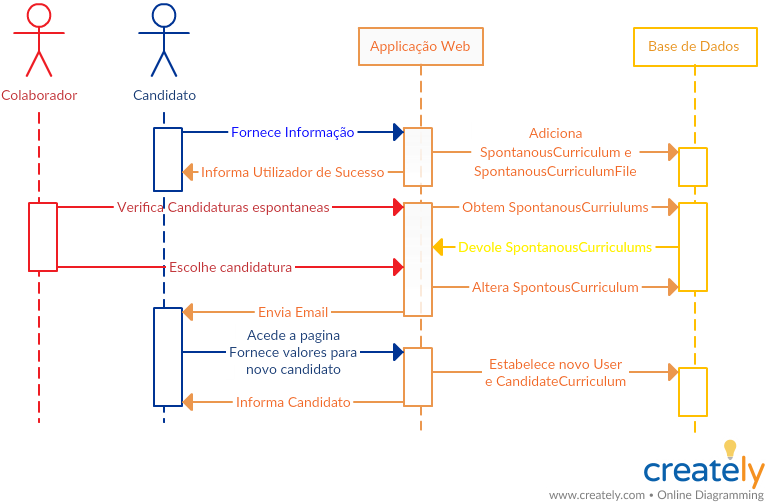 Colaborador
Candidato
Applicação Web
Base de Dados
Fornece Informação
Adiciona
SpontanousCurriculum e
SpontanousCurriculumFile
Informa Utilizador de Sucesso
Verifica Candidaturas espontaneas
Obtem SpontanousCurriulums
Devole SpontanousCurriculums
Escolhe candidatura
Altera SpontousCurriculum
Envia Email
Acede a pagina
Fornece valores para
novo candidato
Estabelece novo User
e CandidateCurriculum
Informa Candidato
creately
www.creately.com • Online Diagramming